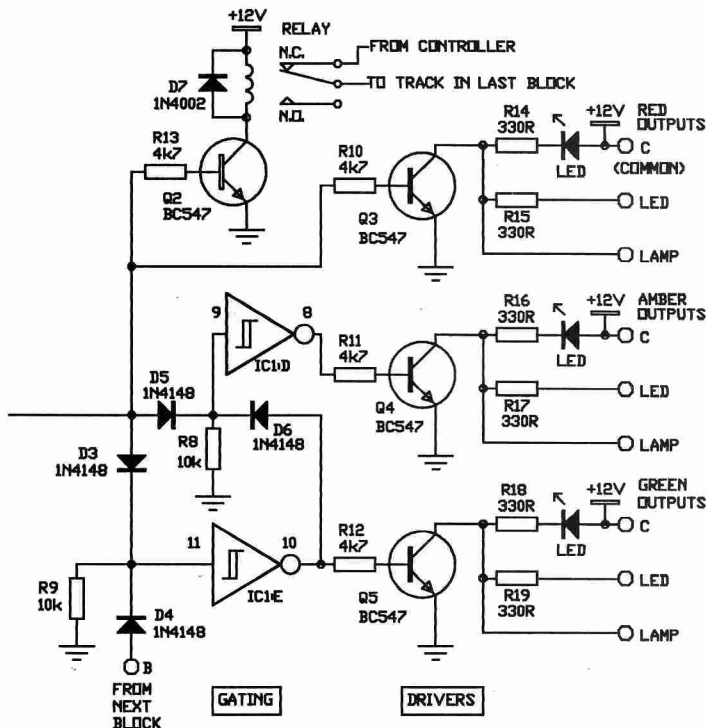 +12V
RELAY
N.C.
FROM CONTROLLER
TO TRACK IN LAST BLOCK
N.O.
D7
1N4002
R13
4k7
Q2
BC547
R10
4k7
Q3
BC547
R14
330R
LED
+12V
RED
OUTPUTS
C
(COMMON)
R15
330R
LED
LAMP
9
8
IC1:D
R11
4k7
Q4
BC547
R16
330R
LED
+12V
AMBER
OUTPUTS
C
R17
330R
LED
LAMP
D5
1N4148
D6
1N4148
R8
10k
D3
1N4148
11
10
IC1:E
R12
4k7
Q5
BC547
R18
330R
LED
+12V
GREEN
OUTPUTS
C
R19
330R
LED
LAMP
R9
10k
D4
1N4148
B
FROM
NEXT
BLOCK
GATING
DRIVERS